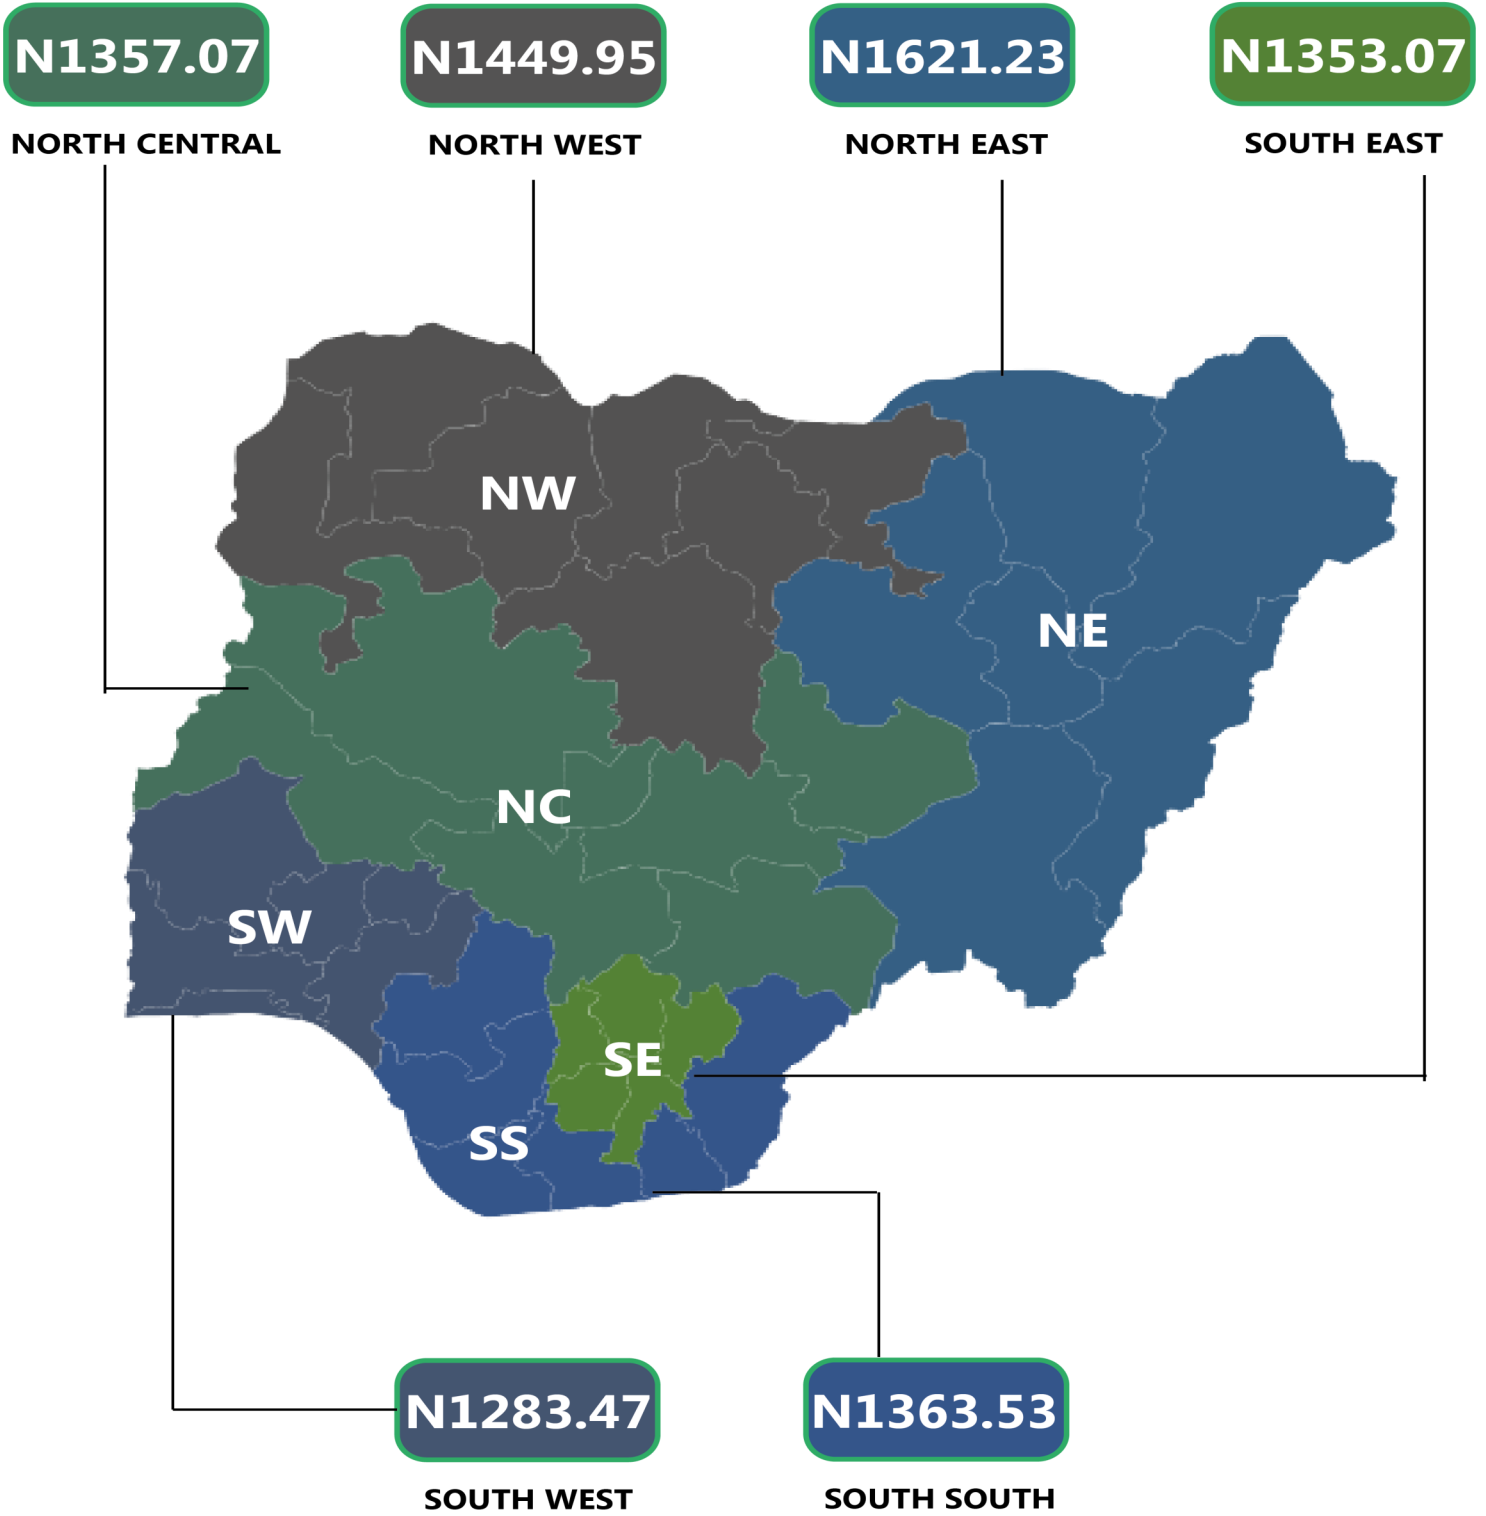 N1357.07
NORTH CENTRAL
N1449.95
NORTH WEST
N1621.23
NORTH EAST
N1353.07
SOUTH EAST
NW
NE
NC
SW
SE
SS
N1283.47
SOUTH WEST
N1363.53
SOUTH SOUTH